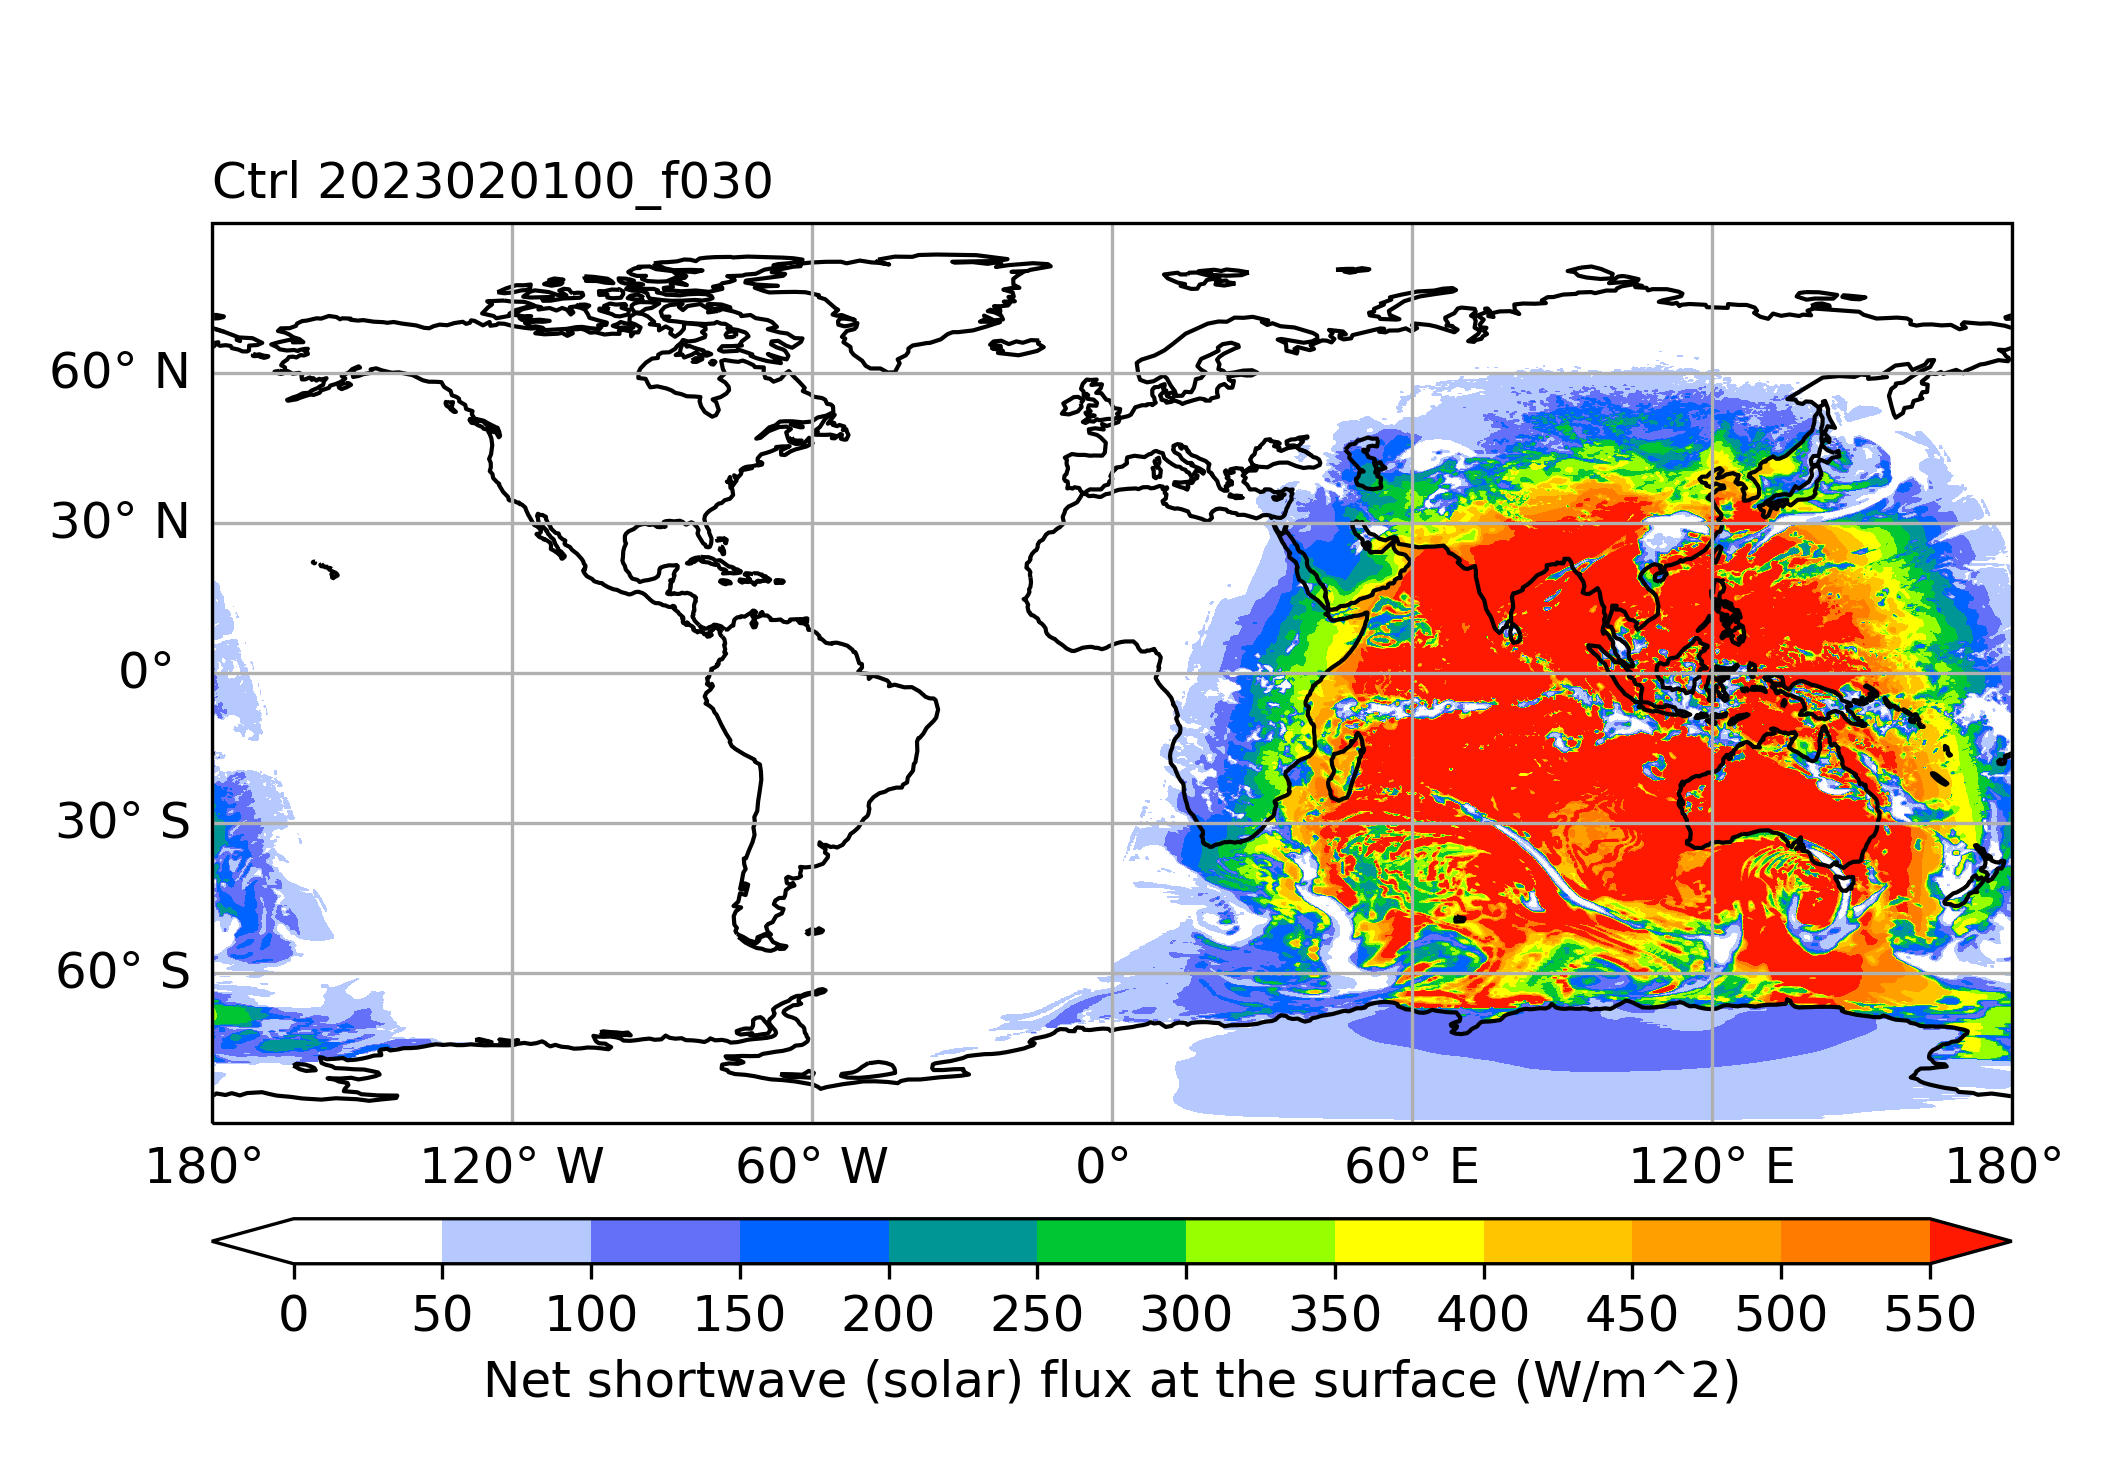 Ctrl 2023020100_f030
60° N
30° N
0°
30° S
60° S
180° 120° W 60° W 0° 60° E 120° E 180°
0 50 100 150 200 250 300 350 400 450 500 550
Net shortwave (solar) flux at the surface (W/m^2)